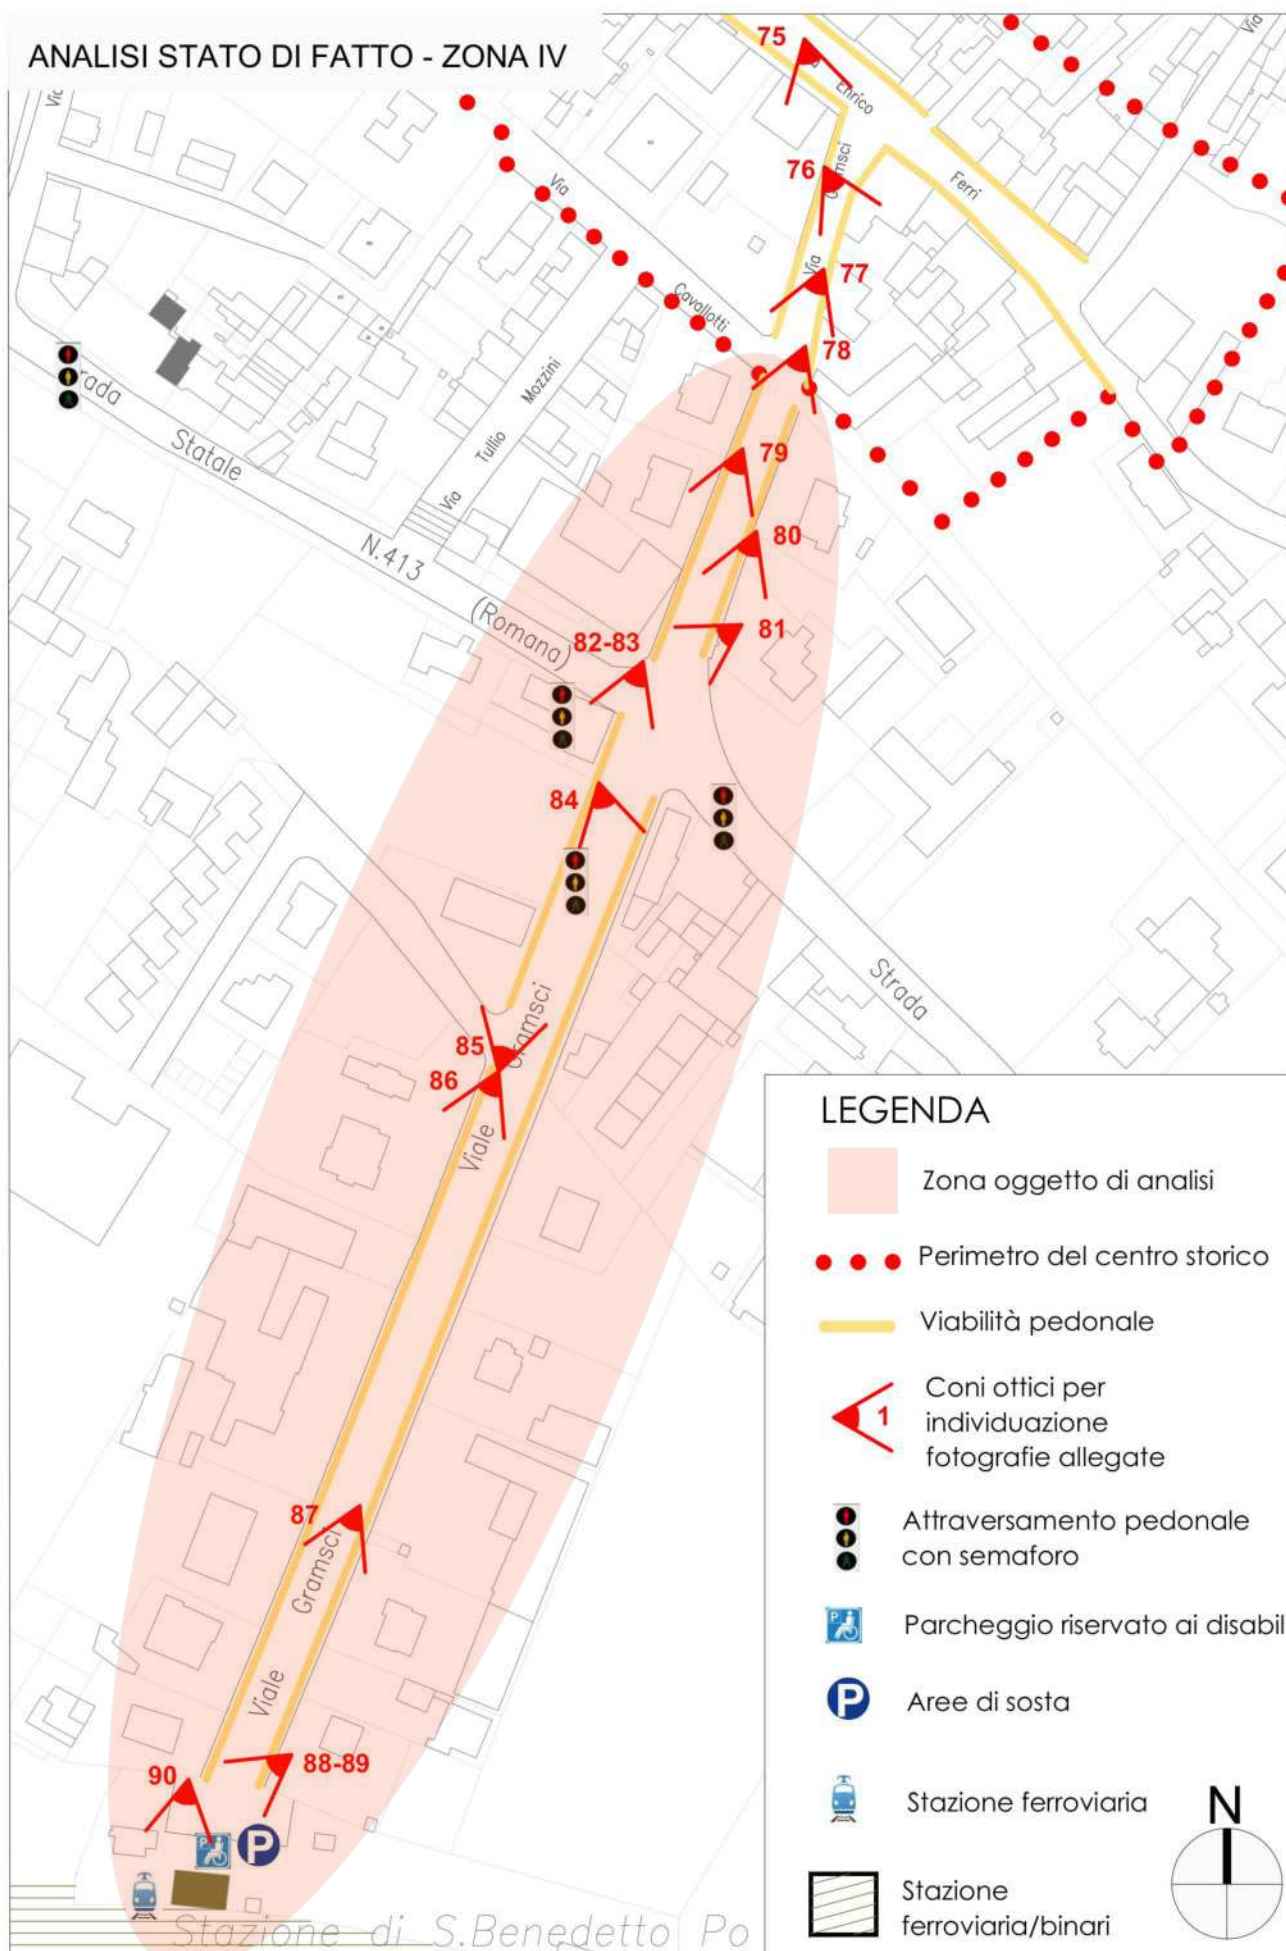 ANALISI STATO DI FATTO - ZONA IV
75
Via
Enrico
76
Gramsci
Ferri
Via
Via
77
Via
Cavallotti
78
rada
Statale
N.413
(Romana)
Via
Tullio
Mozzini
79
80
81
82-83
84
Strada
85
86
Gramsci
Viale
87
Gramsci
Viale
88-89
90
P
P
Stazione di S.Benedetto Po
LEGENDA
Zona oggetto di analisi
Perimetro del centro storico
Viabilità pedonale
1
Coni ottici per
individuazione
fotografie allegate
Attraversamento pedonale
con semaforo
P
Parcheggio riservato ai disabil
P
Aree di sosta
Stazione ferroviaria
N
Stazione
ferroviaria/binari